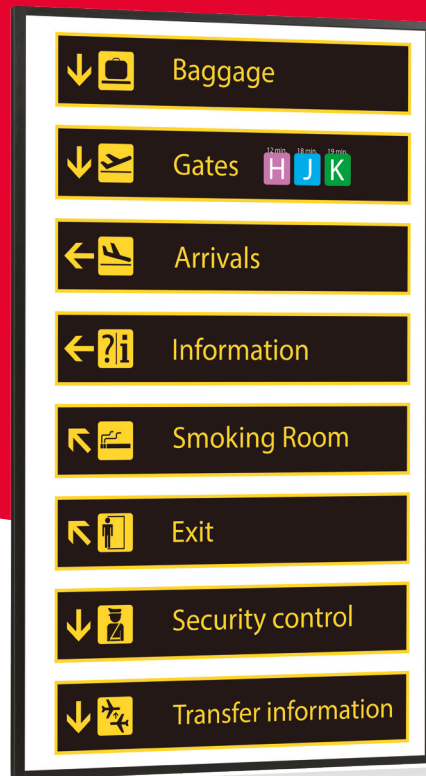 Baggage
12 min. 18 min. 19 min.
Gates H J K
Arrivals
?i Information
Smoking Room
Exit
Security control
Transfer information